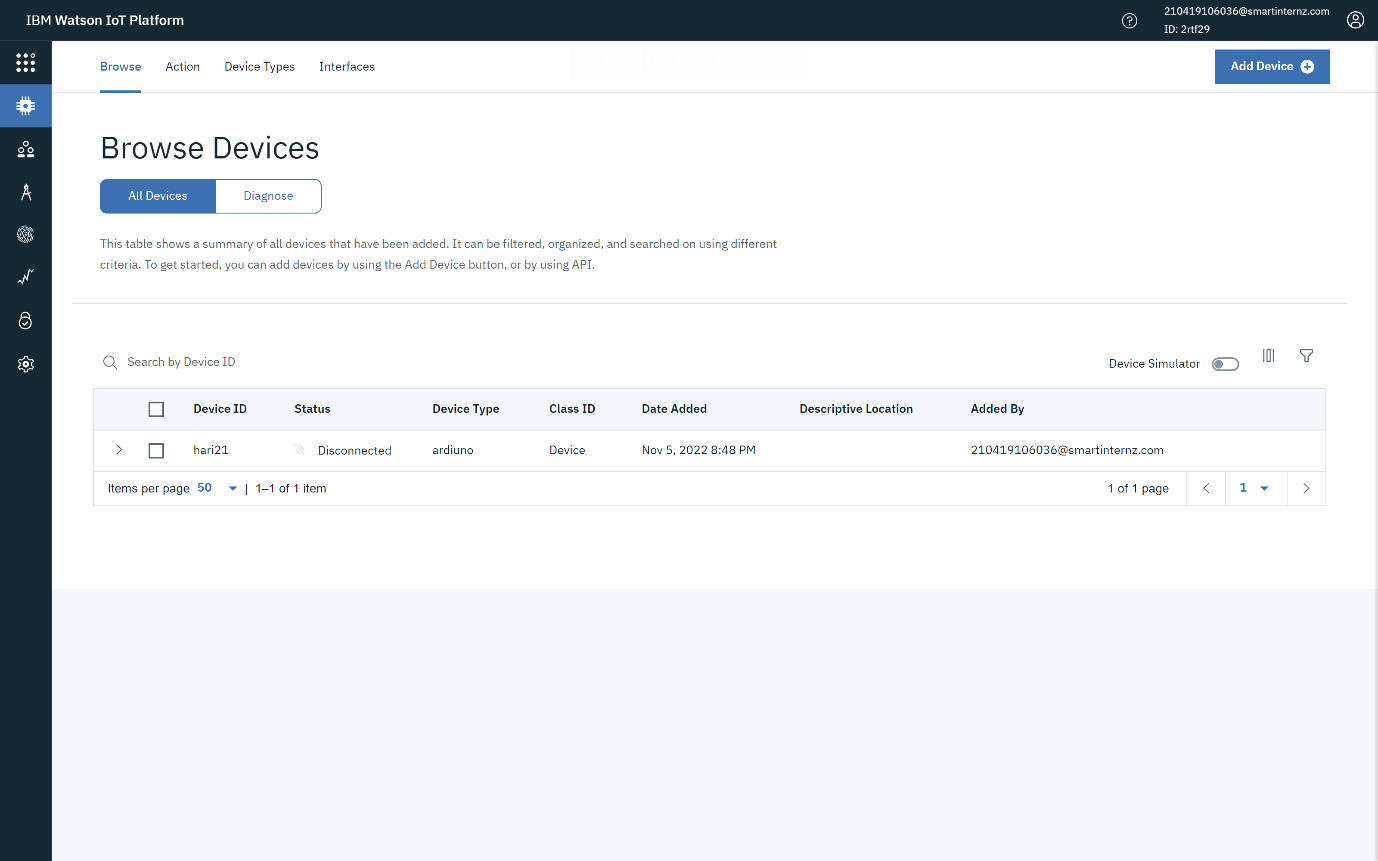 IBM Watson IoT Platform
210419106036@smartinternz.com
ID: 2rtf29
Browse Action Device Types Interfaces
Add Device
Browse Devices
All Devices Diagnose
This table shows a summary of all devices that have been added. It can be filtered, organized, and searched on using different
criteria. To get started, you can add devices by using the Add Device button, or by using API.
Search by Device ID
Device Simulator
Device ID Status Device Type Class ID Date Added Descriptive Location Added By
hari21 Disconnected ardiuno Device Nov 5, 2022 8:48 PM 210419106036@smartinternz.com
Items per page 50 | 1–1 of 1 item 1 of 1 page 1